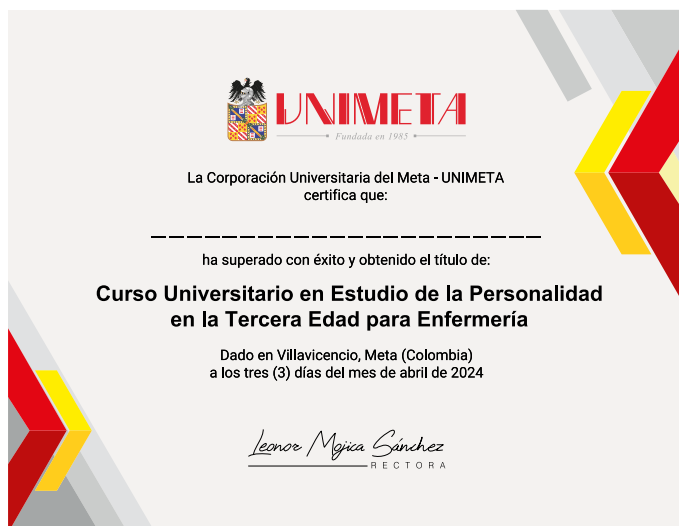 UNIMETA
Fundada en 1985
La Corporación Universitaria del Meta - UNIMETA
certifica que:
ha superado con éxito y obtenido el título de:
Curso Universitario en Estudio de la Personalidad
en la Tercera Edad para Enfermería
Dado en Villavicencio, Meta (Colombia)
a los tres (3) días del mes de abril de 2024
Leonor Mojica Sánchez
RECTORA